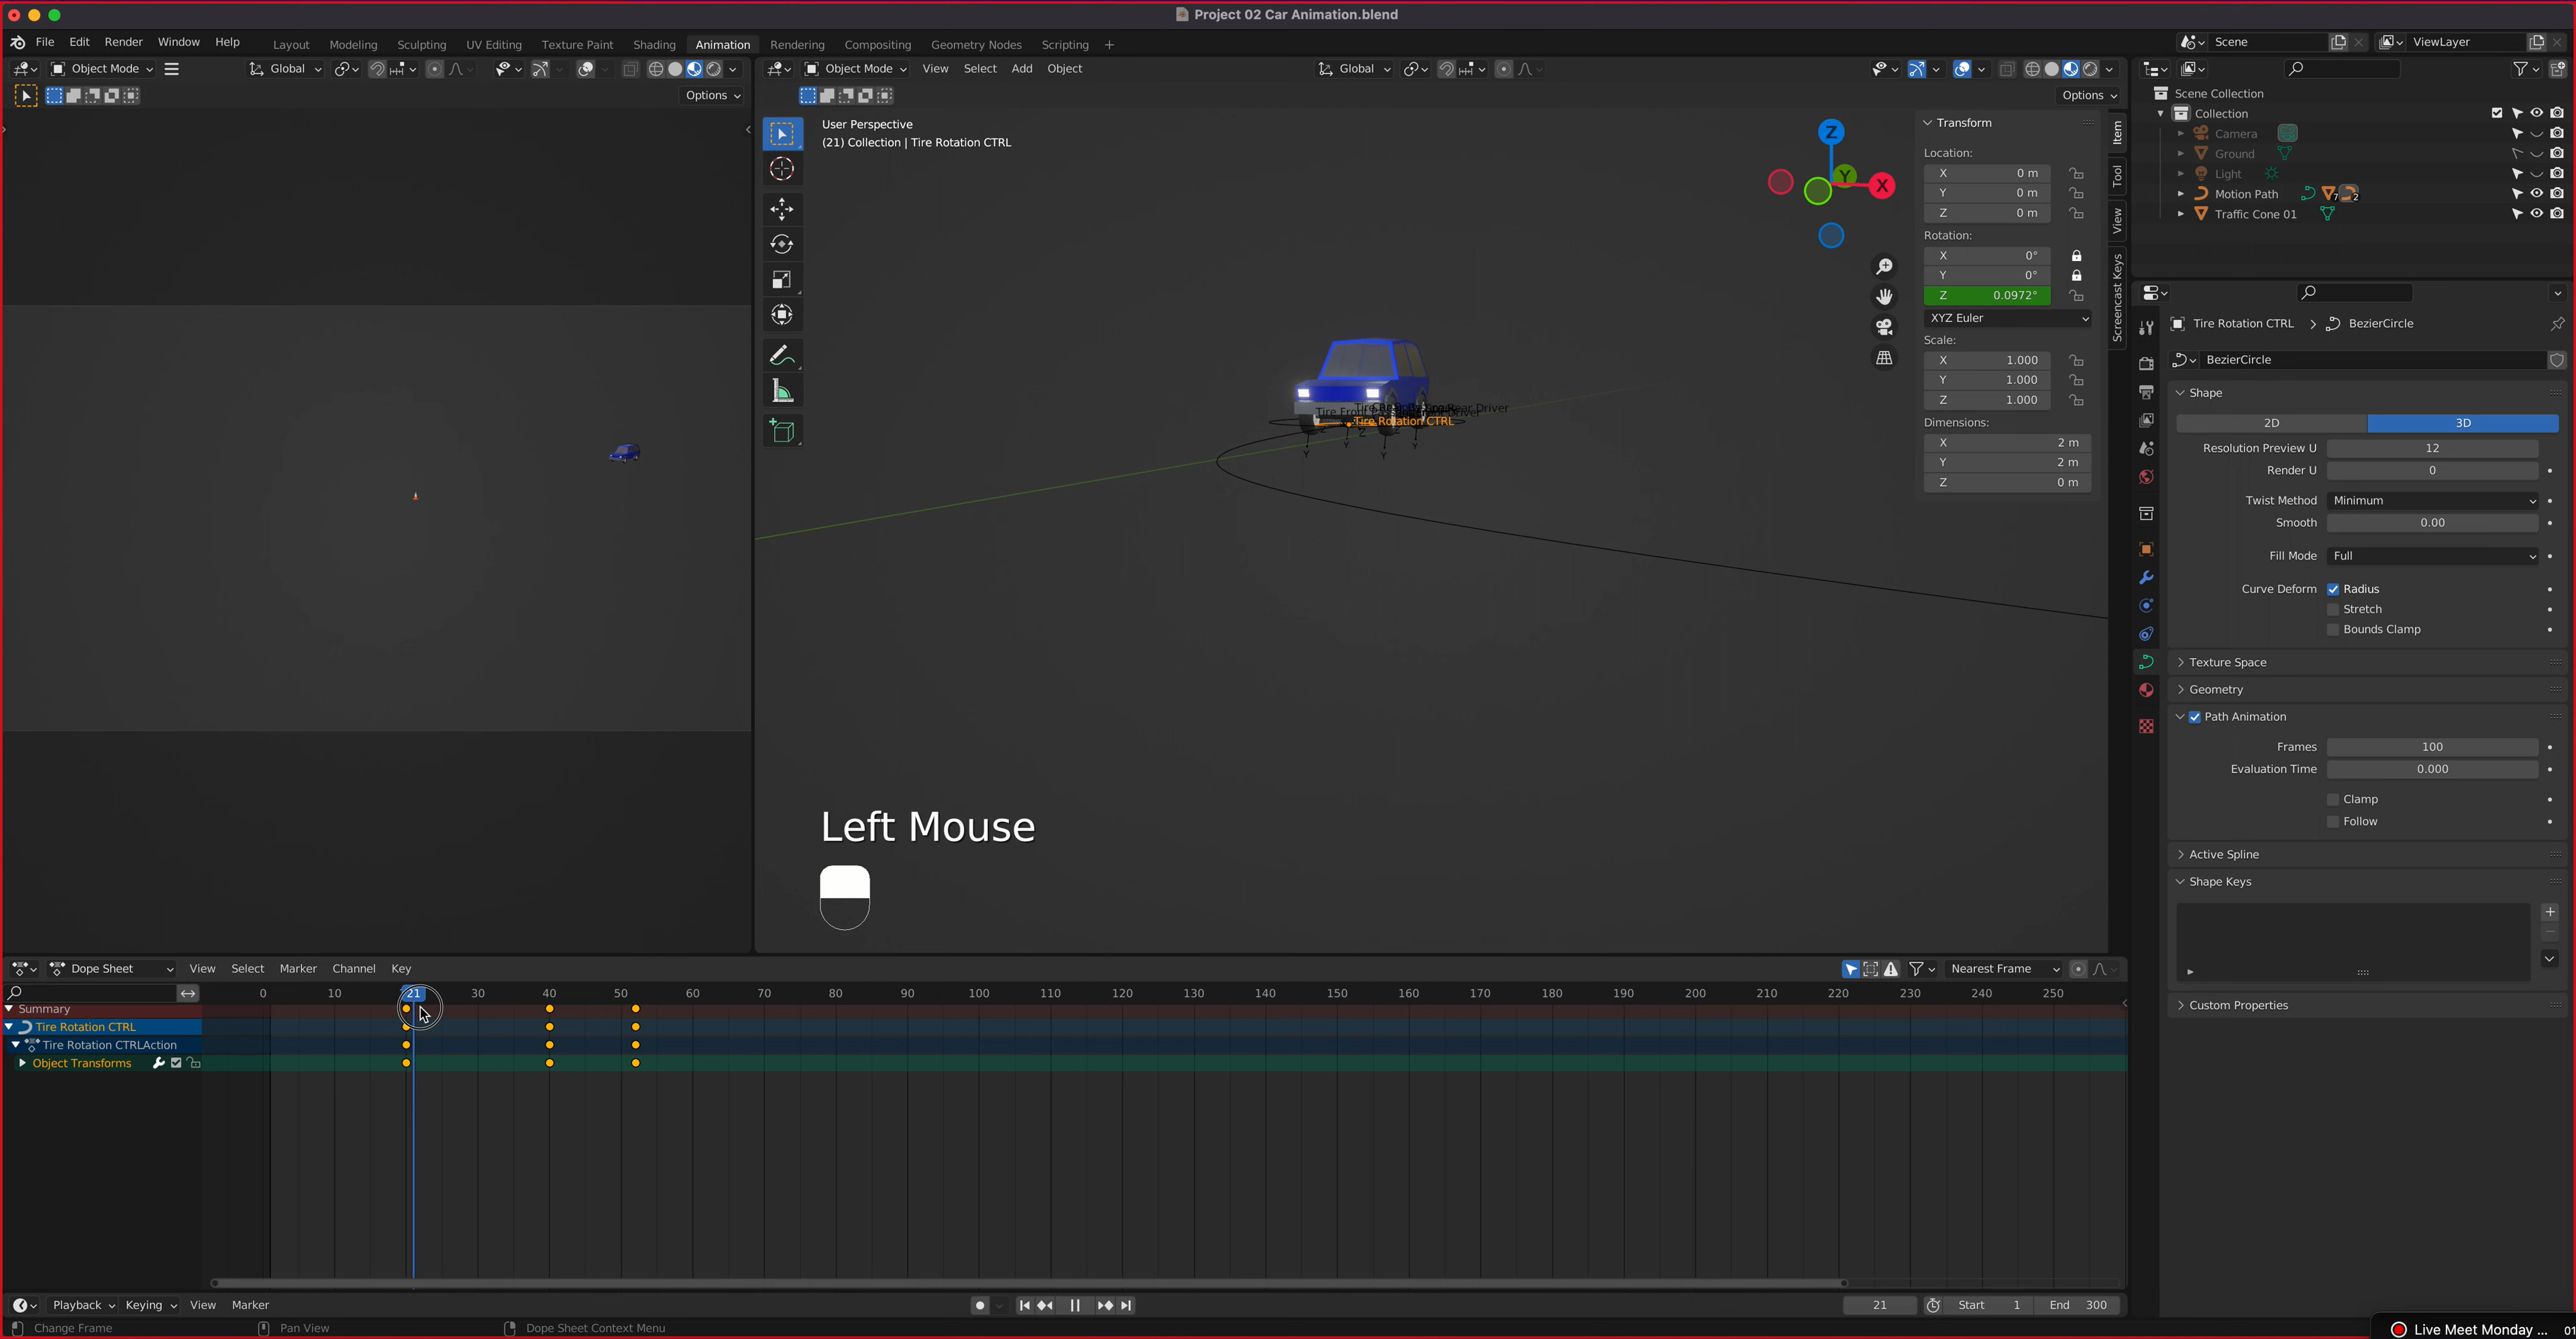 Project 02 Car Animation.blend
File Edit Render Window Help Layout Modeling Sculpting UV Editing Texture Paint Shading Animation Rendering Compositing Geometry Nodes Scripting + Scene ViewLayer
Object Mode Global Object Mode View Select Add Object Global
Options Options
User Perspective
(21) Collection | Tire Rotation CTRL
Z
Y
X
Tire Rotation CTRL
Transform
Location:
X 0 m
Y 0 m
Z 0 m
Rotation:
X 0°
Y 0°
Z 0.0972°
XYZ Euler
Scale:
X 1.000
Y 1.000
Z 1.000
Dimensions:
X 2 m
Y 2 m
Z 0 m
Item
Tool
View
Screencast Keys
Left Mouse
Scene Collection
Collection
Camera
Ground
Light
Motion Path 7 2
Traffic Cone 01
Tire Rotation CTRL > BezierCircle
BezierCircle
Shape
2D 3D
Resolution Preview U 12
Render U 0
Twist Method Minimum
Smooth 0.00
Fill Mode Full
Curve Deform Radius
Stretch
Bounds Clamp
Texture Space
Geometry
Path Animation
Frames 100
Evaluation Time 0.000
Clamp
Follow
Active Spline
Shape Keys
Custom Properties
Dope Sheet View Select Marker Channel Key Nearest Frame
0 10 21 30 40 50 60 70 80 90 100 110 120 130 140 150 160 170 180 190 200 210 220 230 240 250
Summary
Tire Rotation CTRL
Tire Rotation CTRLAction
Object Transforms
Playback Keying View Marker 21 Start 1 End 300
Change Frame Pan View Dope Sheet Context Menu
Live Meet Monday ... 01